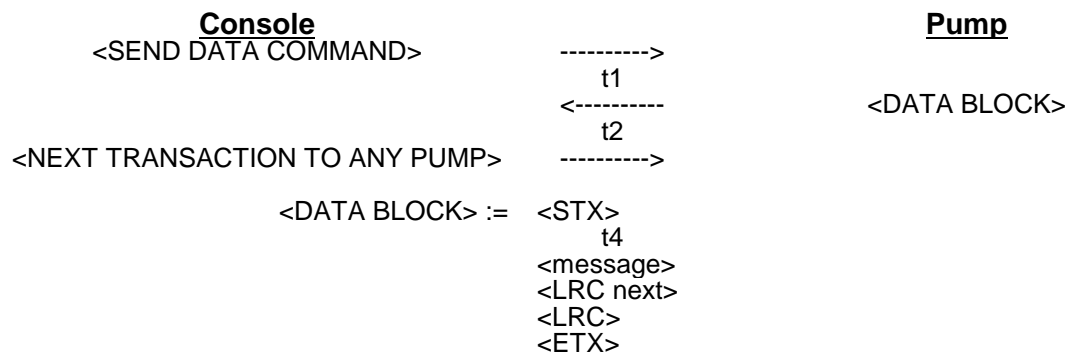 Console Pump
<SEND DATA COMMAND> ---------->
t1
<---------- <DATA BLOCK>
t2
<NEXT TRANSACTION TO ANY PUMP> ---------->
<DATA BLOCK> := <STX>
t4
<message>
<LRC next>
<LRC>
<ETX>